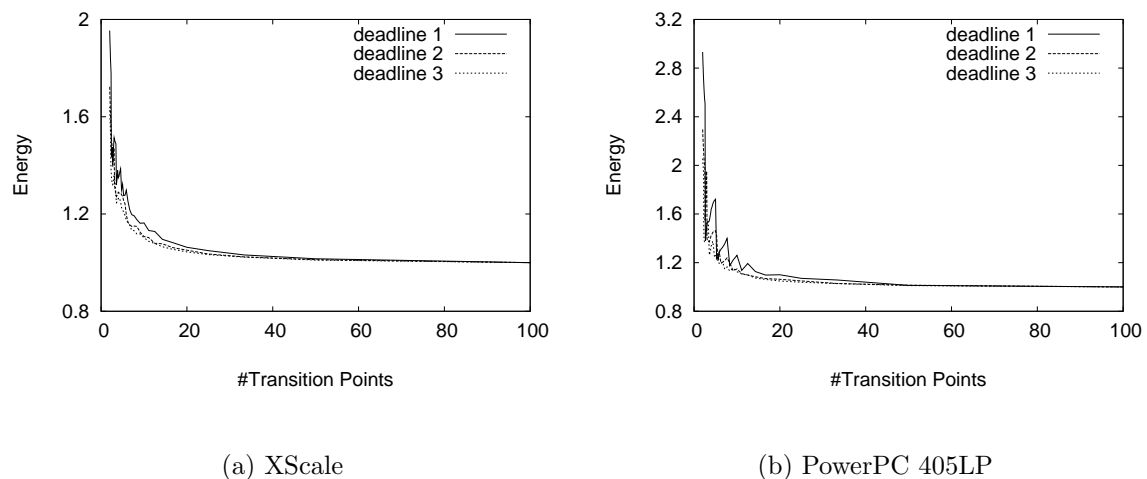 2
1.6
1.2
0.8
0
20
40
60
80
100
Energy
#Transition Points
deadline 1
deadline 2
deadline 3
(a) XScale
3.2
2.8
2.4
2
1.6
1.2
0.8
0
20
40
60
80
100
Energy
#Transition Points
deadline 1
deadline 2
deadline 3
(b) PowerPC 405LP